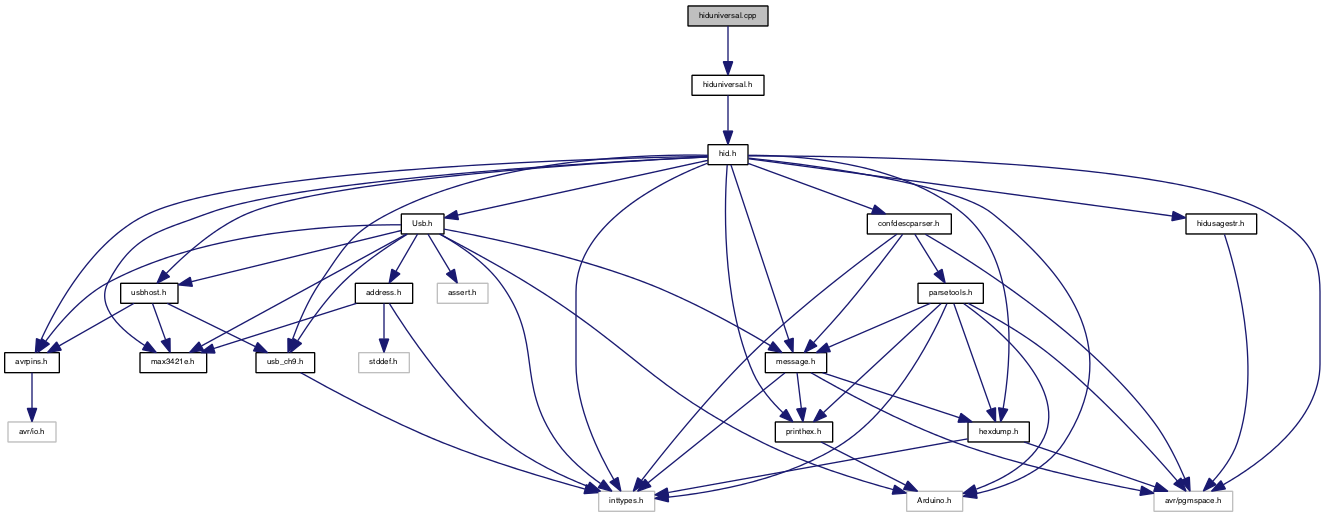 hiduniversal.cpp
hiduniversal.h
hid.h
Usb.h
confdescparser.h
hidusagestr.h
usbhost.h
address.h
assert.h
parsetools.h
avrpins.h
max3421e.h
usb_ch9.h
stddef.h
message.h
avr/io.h
printhex.h
hexdump.h
inttypes.h
Arduino.h
avr/pgmspace.h